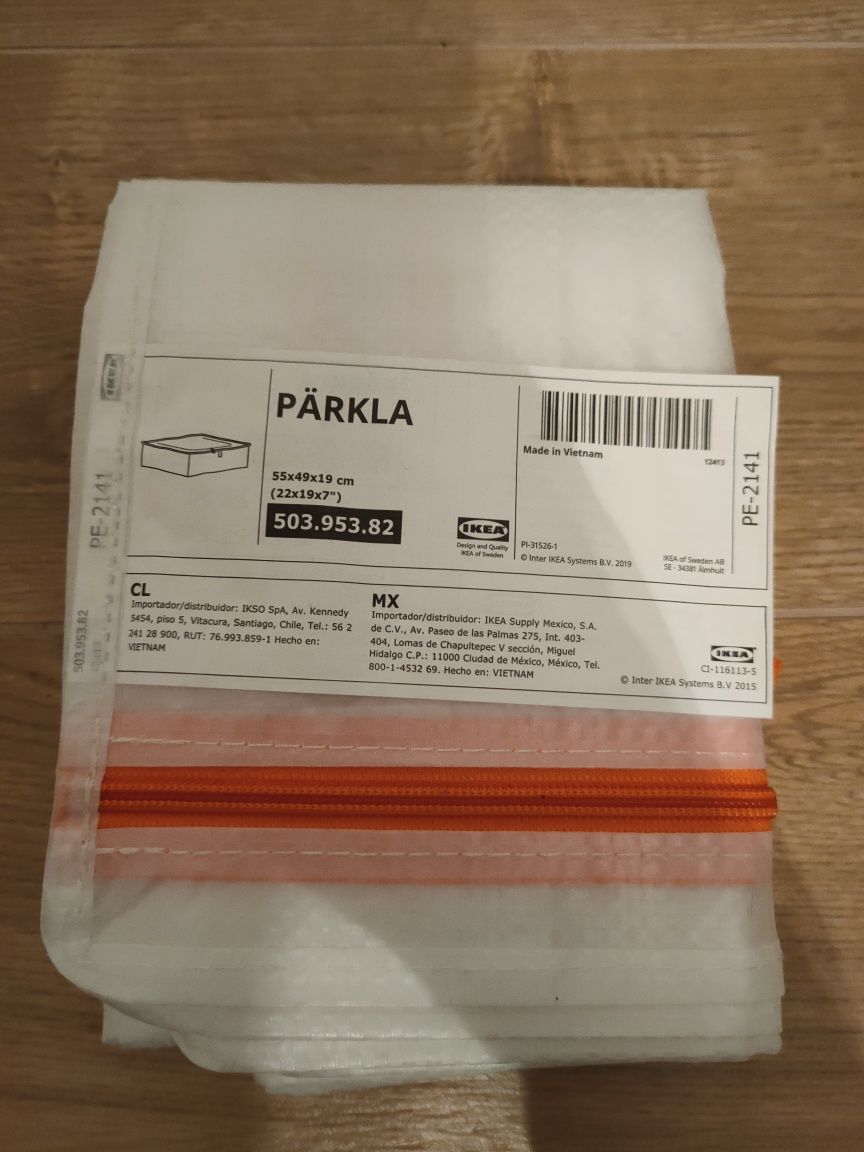 IKEA
PE-2141
503.953.82
PÄRKLA
55x49x19 cm
(22x19x7")
503.953.82
IKEA
Design and Quality
IKEA of Sweden
Made in Vietnam
12413
PI-31526-1
© Inter IKEA Systems B.V. 2019
IKEA of Sweden AB
SE - 34381 Älmhult
PE-2141
CL
Importador/distribuidor: IKSO SpA, Av. Kennedy
5454, piso 5, Vitacura, Santiago, Chile, Tel.: 56 2
241 28 900, RUT: 76.993.859-1 Hecho en:
VIETNAM
MX
Importador/distribuidor: IKEA Supply Mexico, S.A.
de C.V., Av. Paseo de las Palmas 275, Int. 403-
404, Lomas de Chapultepec V sección, Miguel
Hidalgo C.P.: 11000 Ciudad de México, México, Tel.
800-1-4532 69. Hecho en: VIETNAM
IKEA
CI-116113-5
© Inter IKEA Systems B.V 2015